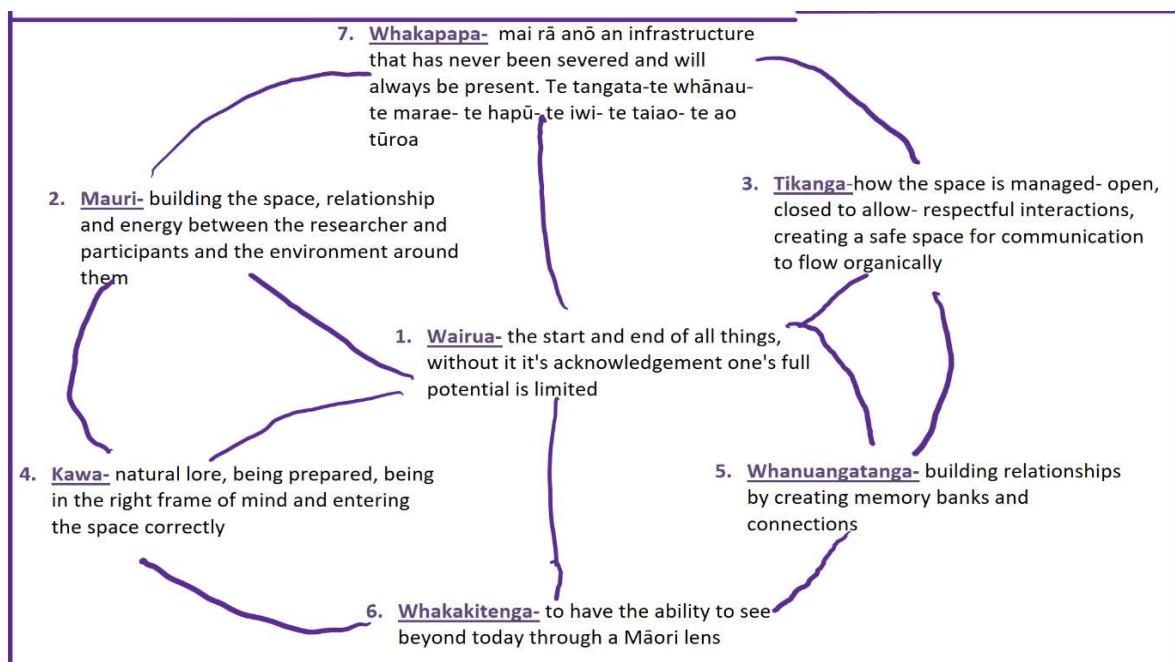 7. Whakapapa- mai rā anō an infrastructure
that has never been severed and will
always be present. Te tangata-te whānau-
te marae- te hapū- te iwi- te taiao- te ao
tūroa
2. Mauri- building the space, relationship
and energy between the researcher and
participants and the environment around
them
3. Tikanga-how the space is managed- open,
closed to allow- respectful interactions,
creating a safe space for communication
to flow organically
1. Wairua- the start and end of all things,
without it it's acknowledgement one's full
potential is limited
4. Kawa- natural lore, being prepared, being
in the right frame of mind and entering
the space correctly
5. Whanuangatanga- building relationships
by creating memory banks and
connections
6. Whakakitenga- to have the ability to see
beyond today through a Māori lens